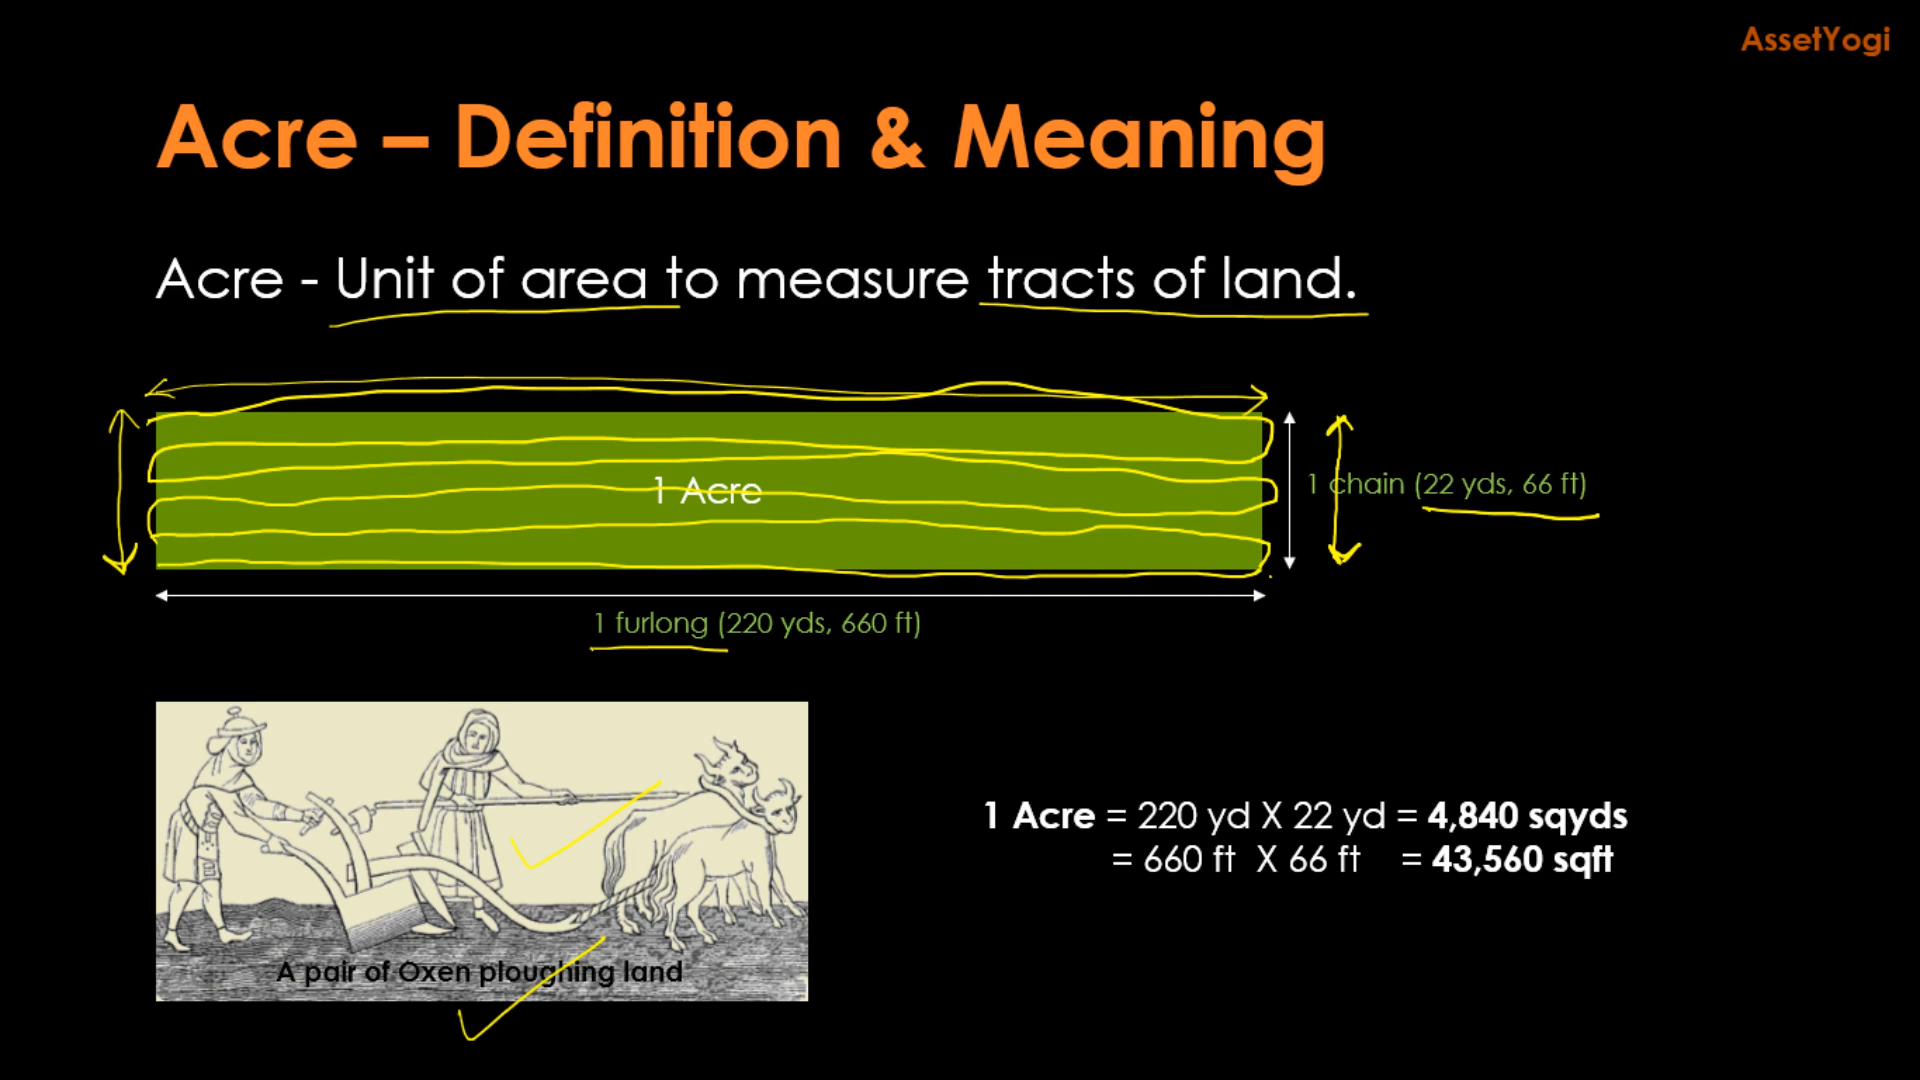 AssetYogi
Acre – Definition & Meaning
Acre - Unit of area to measure tracts of land.
1 Acre
1 chain (22 yds, 66 ft)
1 furlong (220 yds, 660 ft)
1 Acre = 220 yd X 22 yd = 4,840 sqyds
= 660 ft X 66 ft = 43,560 sqft
A pair of Oxen ploughing land